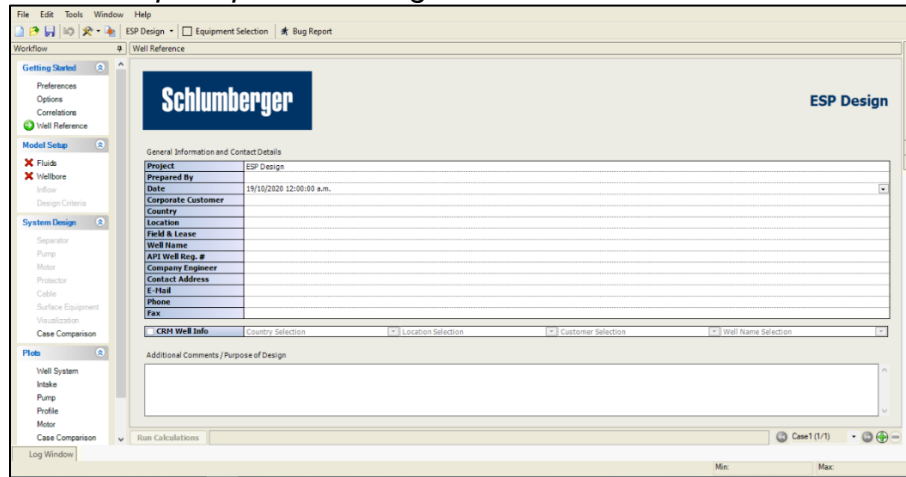 File Edit Tools Window Help
ESP Design Equipment Selection Bug Report
Workflow
Well Reference
Getting Started
Preferences
Options
Correlations
Well Reference
Model Setup
Fluids
Wellbore
Inflow
Design Criteria
System Design
Separator
Pump
Motor
Protector
Cable
Surface Equipment
Visualization
Case Comparison
Plots
Well System
Intake
Pump
Profile
Motor
Case Comparison
Schlumberger
ESP Design
General Information and Contact Details
Project ESP Design
Prepared By
Date 19/10/2020 12:00:00 a.m.
Corporate Customer
Country
Location
Field & Lease
Well Name
API Well Reg. #
Company Engineer
Contact Address
E-Mail
Phone
Fax
CRM Well Info Country Selection Location Selection Customer Selection Well Name Selection
Additional Comments / Purpose of Design
Run Calculations
Case1 (1/1)
Log Window
Min: Max: